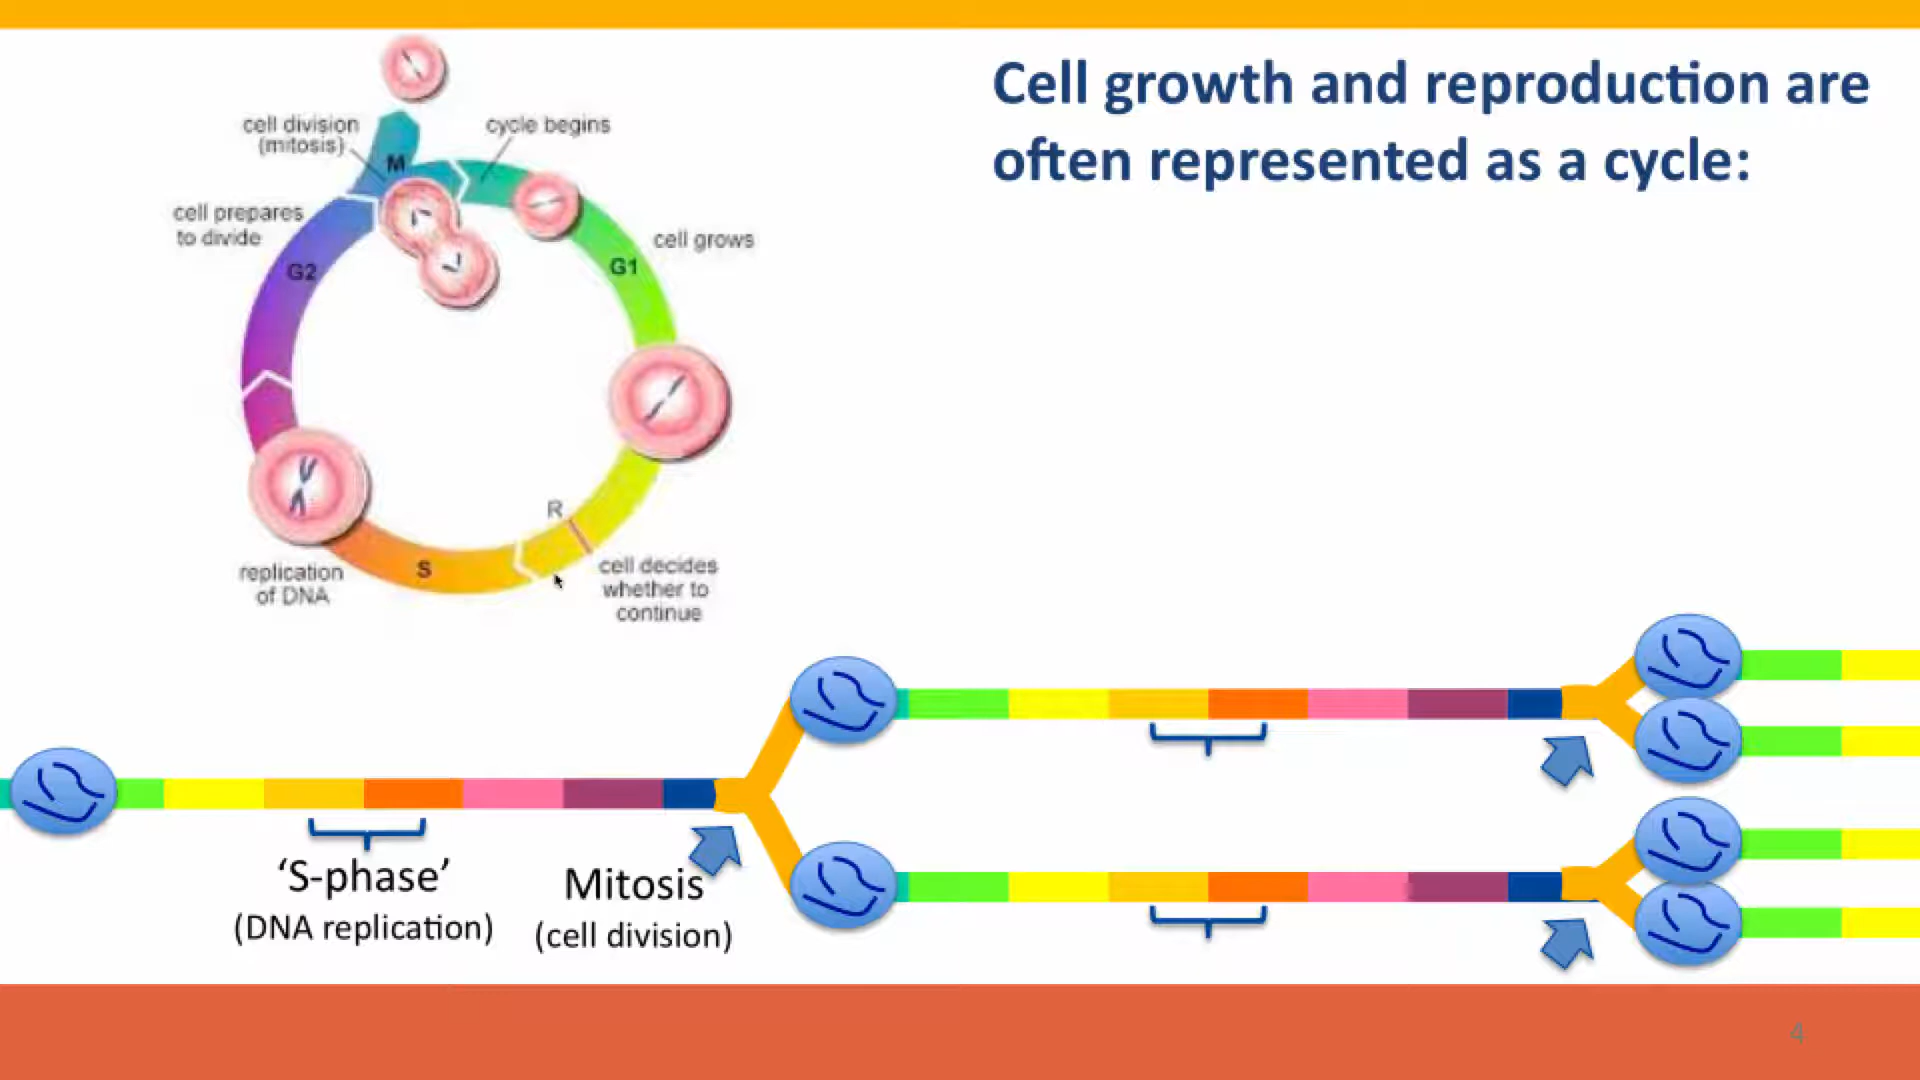 Cell growth and reproduction are
often represented as a cycle:
cell division
(mitosis)
cycle begins
M
cell prepares
to divide
cell grows
G2
G1
R
S
replication
of DNA
cell decides
whether to
continue
‘S-phase’
(DNA replication)
Mitosis
(cell division)
4